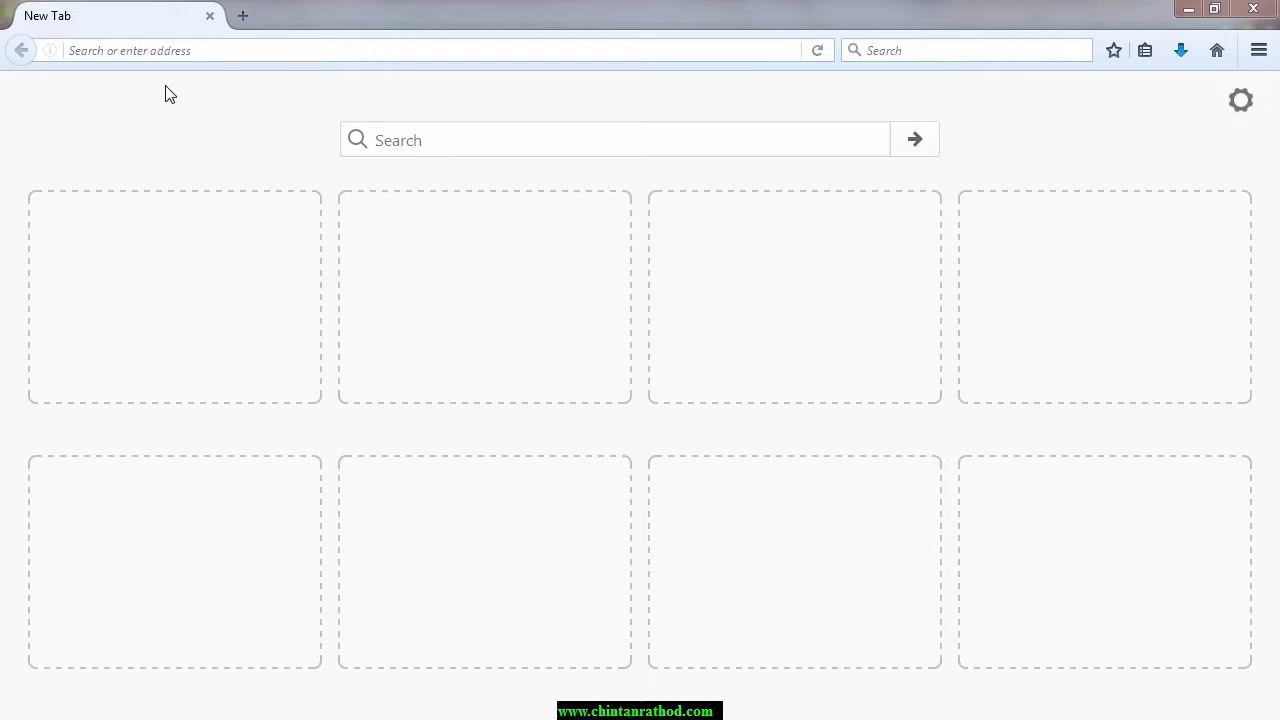 New Tab
Search or enter address
Search
Search
www.chintanrathod.com